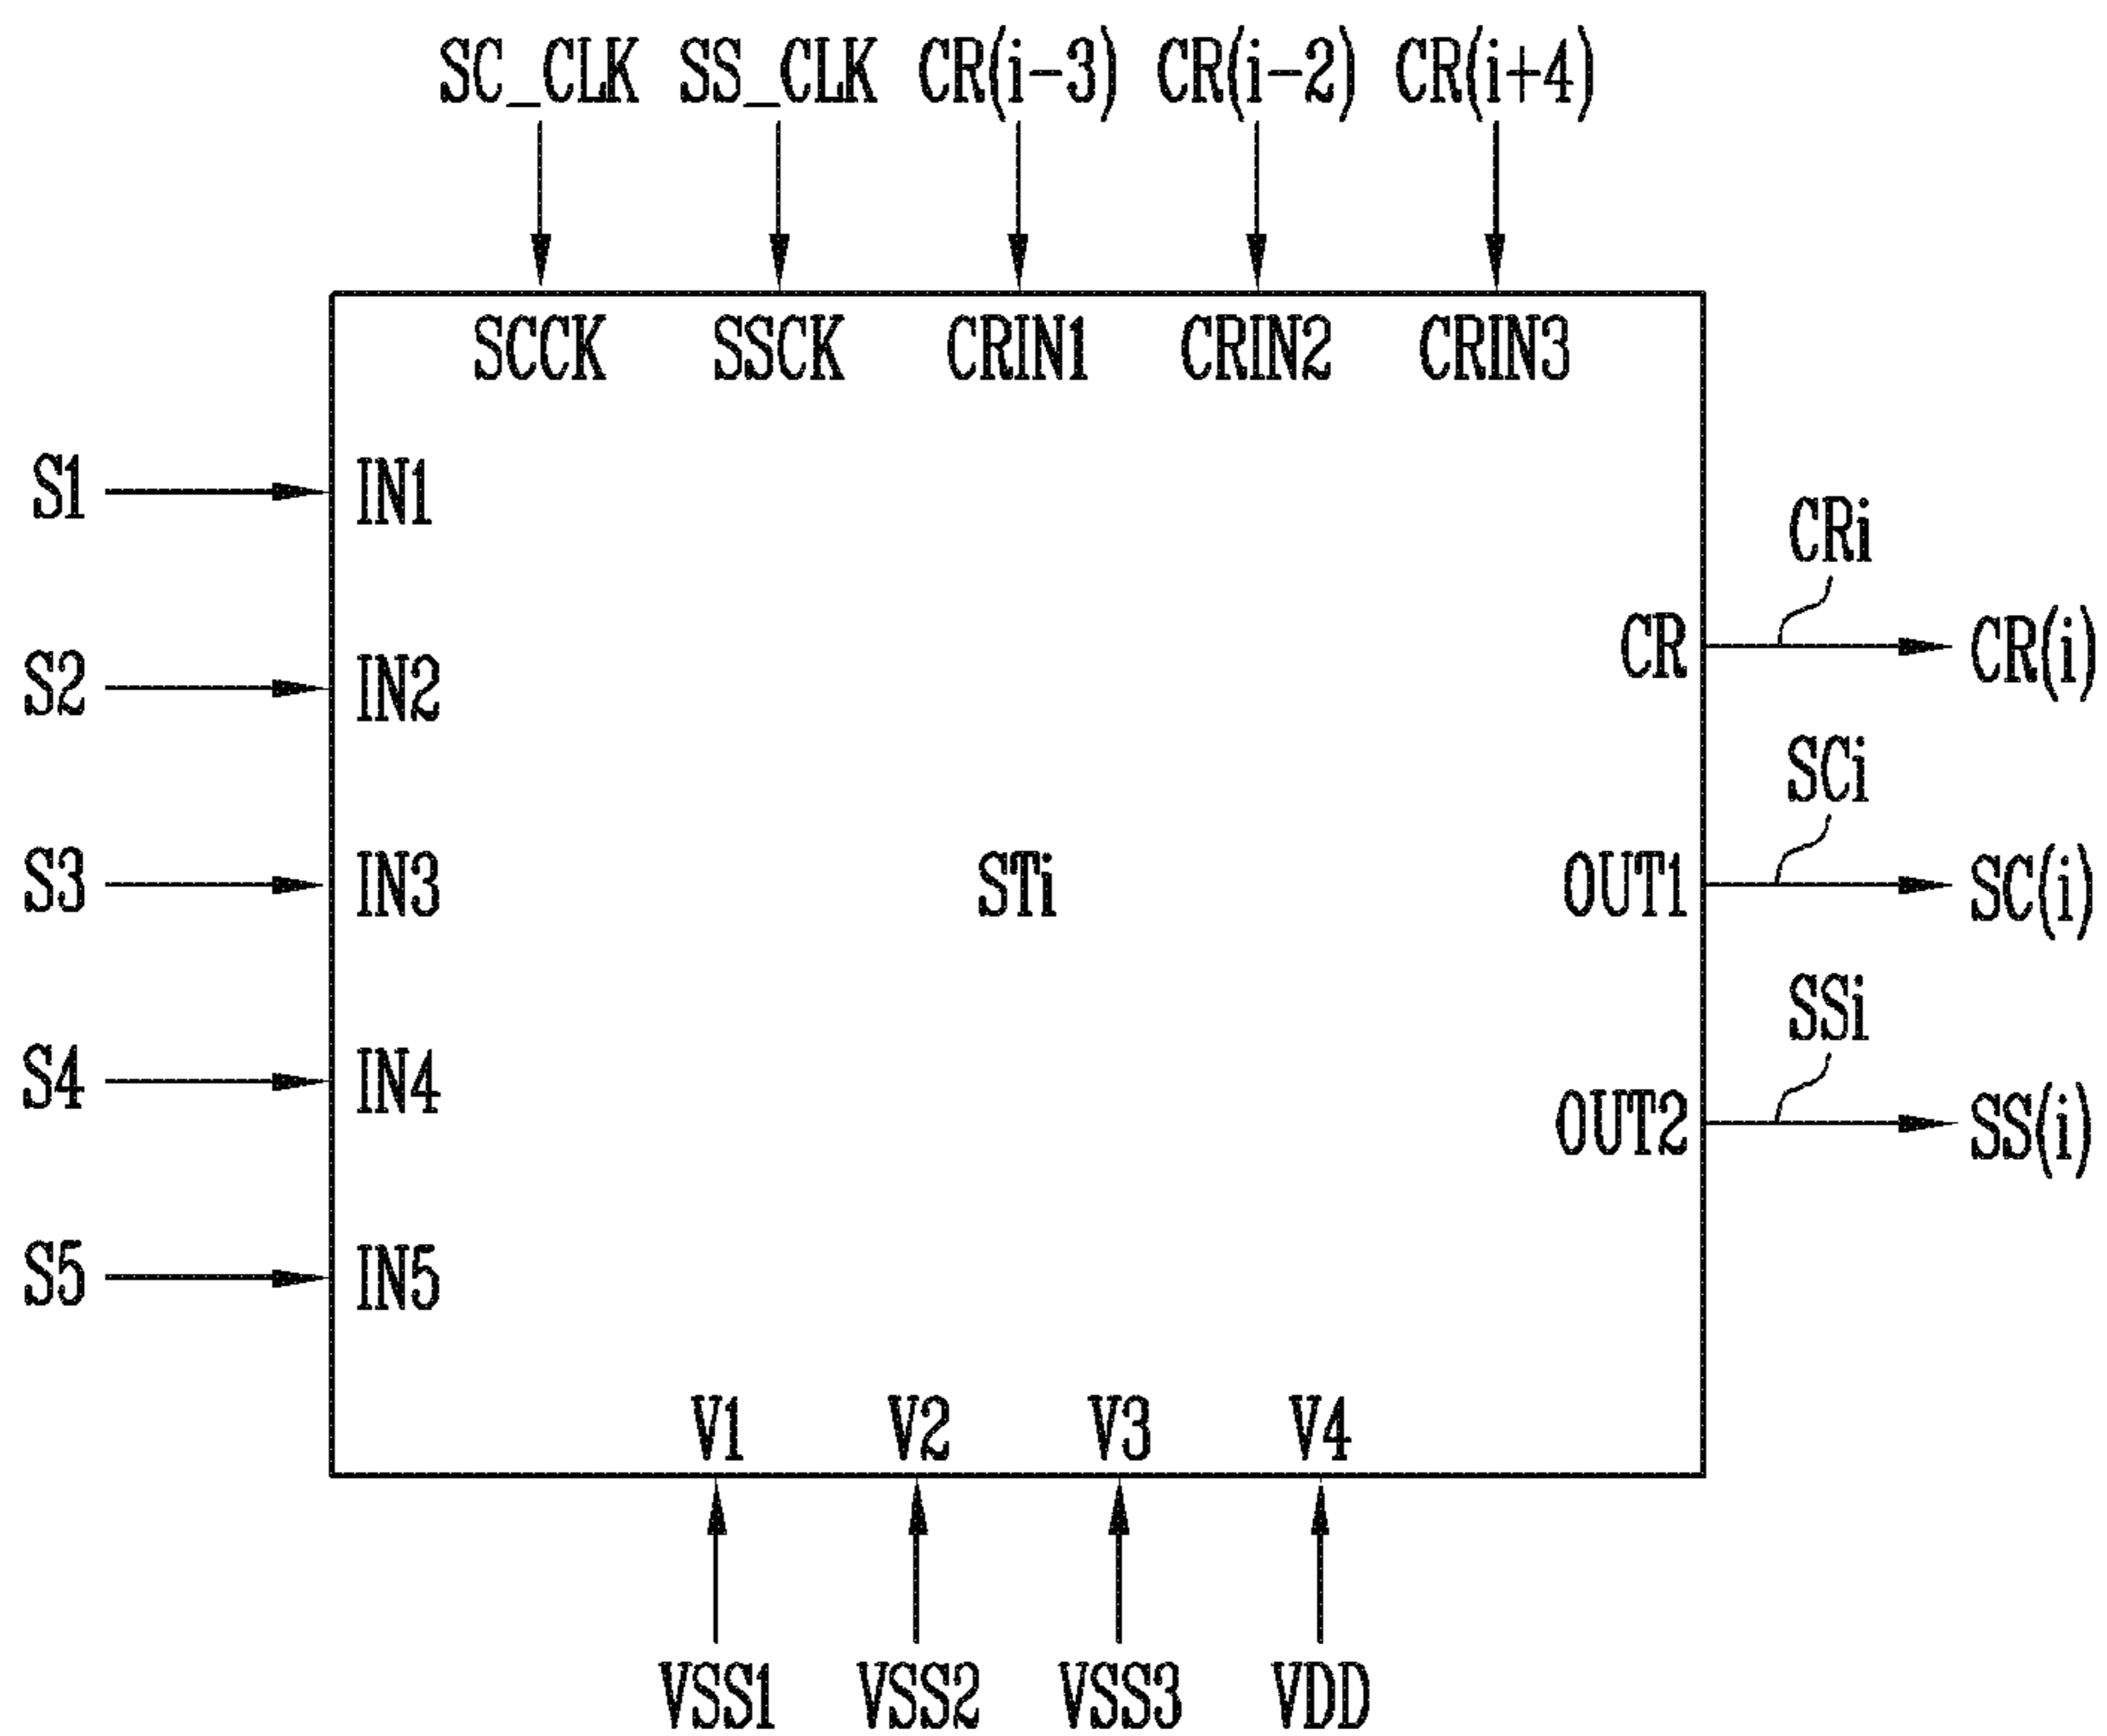 SC_CLK SS_CLK CR(i-3) CR(i-2) CR(i+4)
SCCK SSCK CRIN1 CRIN2 CRIN3
S1 IN1
CRi
CR CR(i)
S2 IN2
SCi
S3 IN3 STi OUT1 SC(i)
SSi
S4 IN4
OUT2 SS(i)
S5 IN5
V1 V2 V3 V4
VSS1 VSS2 VSS3 VDD